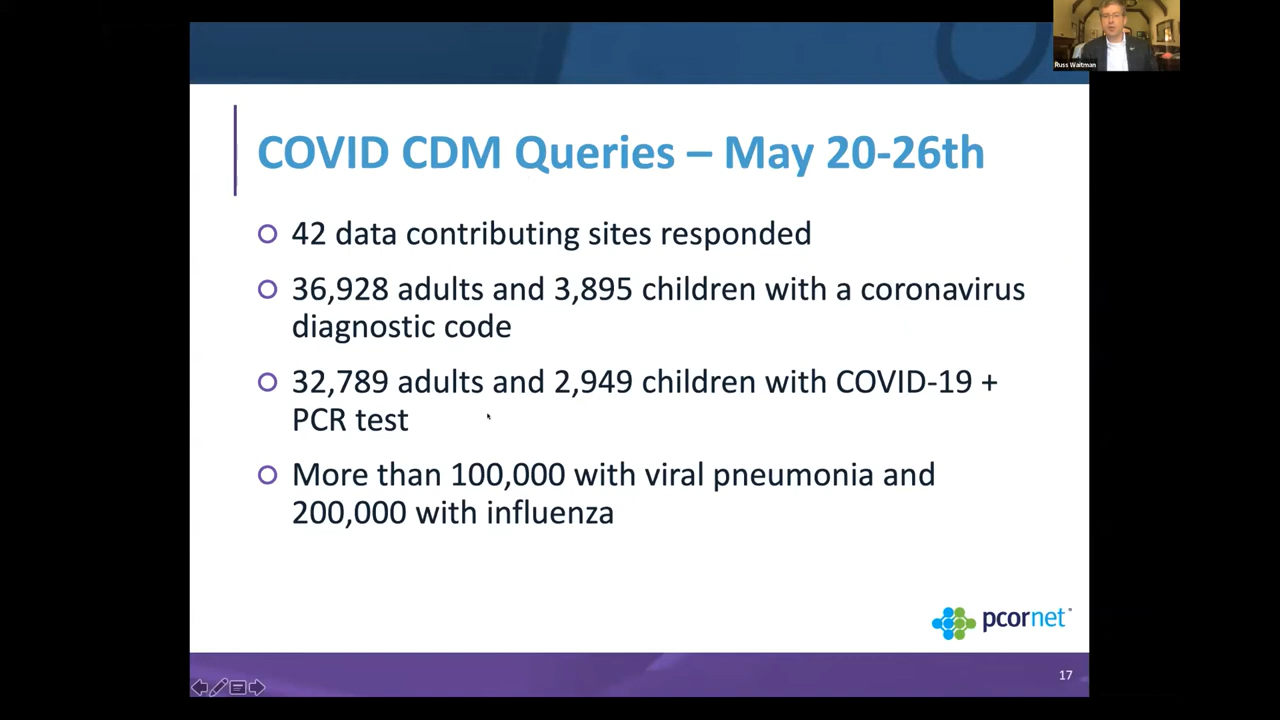 Russ Waitman
COVID CDM Queries – May 20-26th
42 data contributing sites responded
36,928 adults and 3,895 children with a coronavirus
diagnostic code
32,789 adults and 2,949 children with COVID-19 +
PCR test
More than 100,000 with viral pneumonia and
200,000 with influenza
pcornet
17